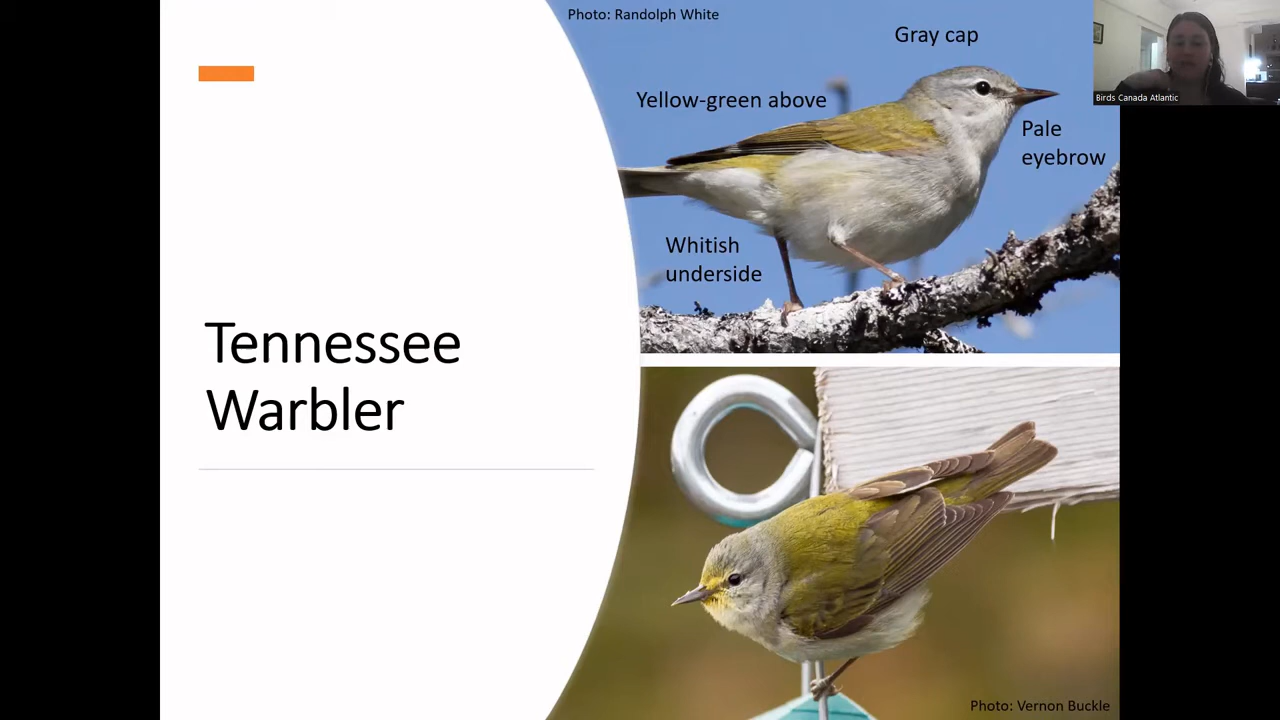 Photo: Randolph White
Gray cap
Yellow-green above
Pale
eyebrow
Whitish
underside
Tennessee
Warbler
Photo: Vernon Buckle
Birds Canada Atlantic